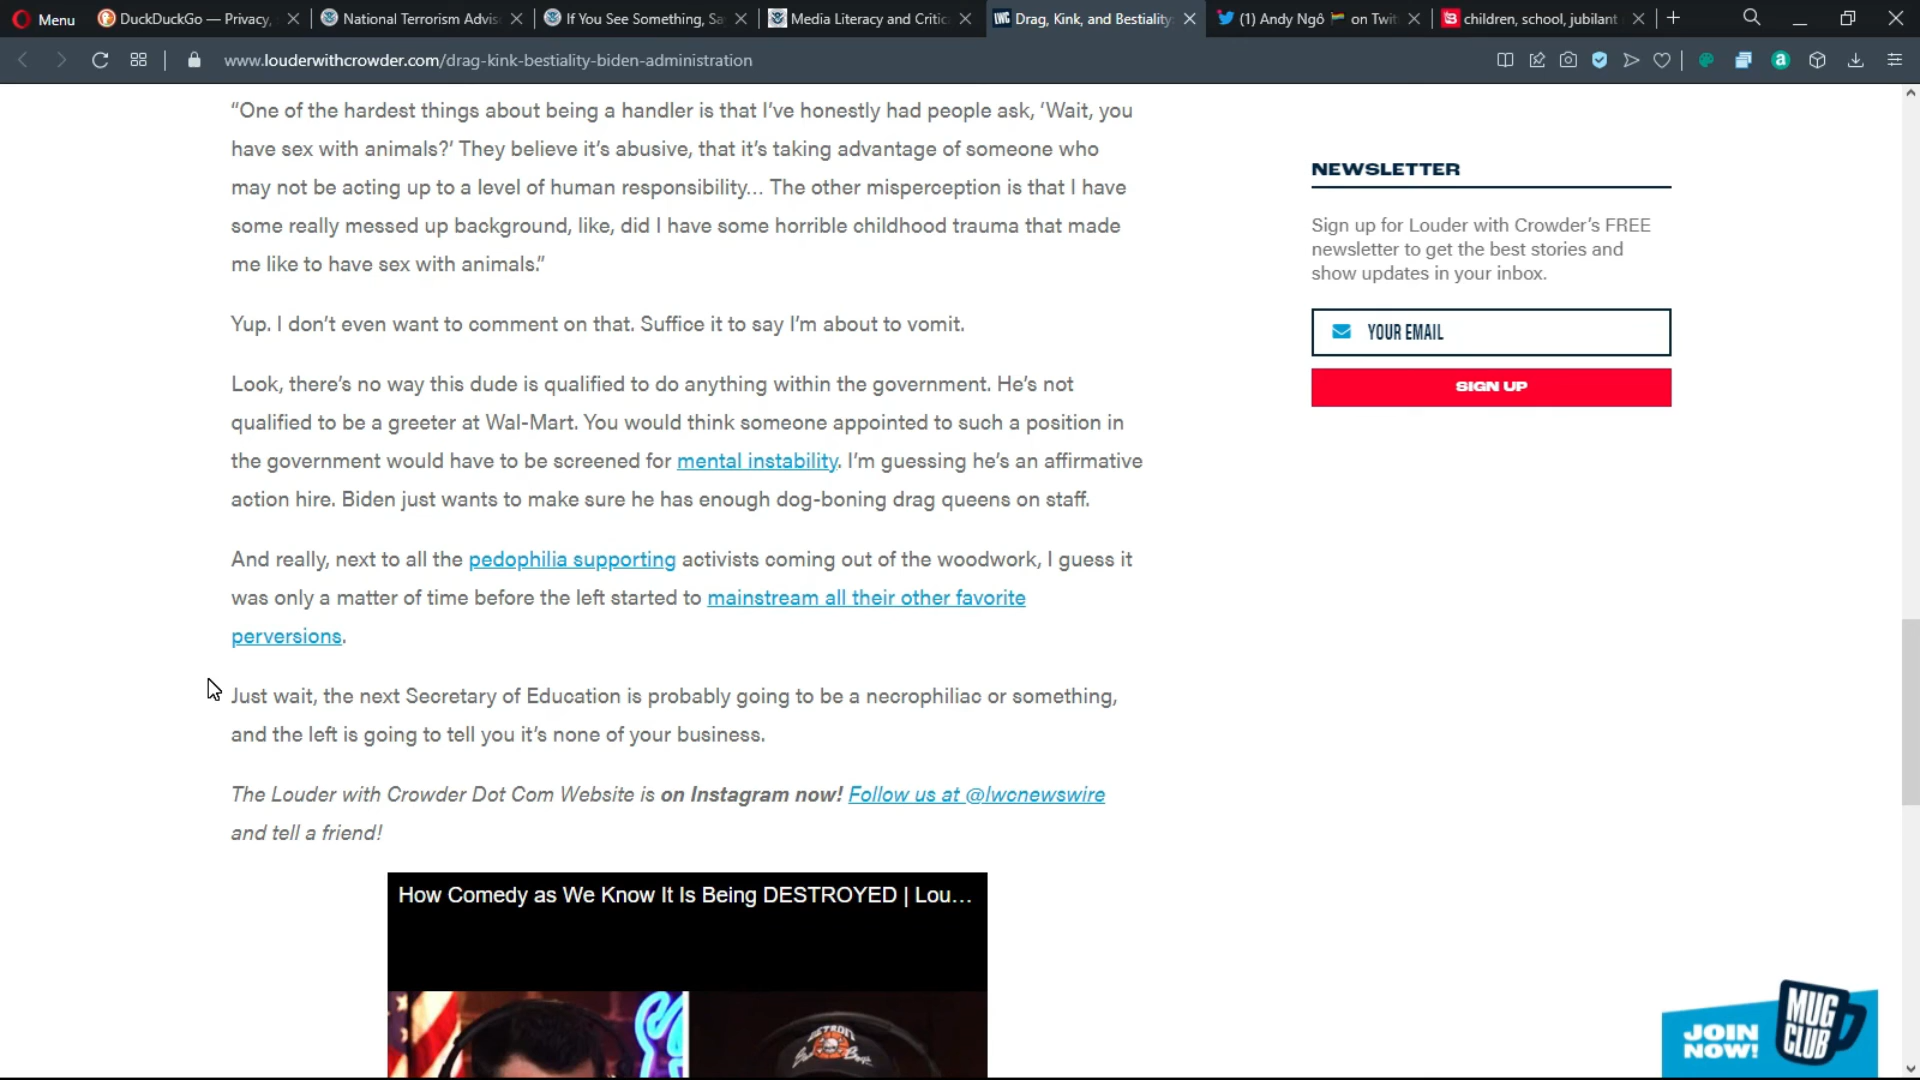 Menu
DuckDuckGo — Privacy,
National Terrorism Advis
If You See Something, Sa
Media Literacy and Critic
Drag, Kink, and Bestiality
(1) Andy Ngô 🏳️‍🌈 on Twit
children, school, jubilant
www.louderwithcrowder.com/drag-kink-bestiality-biden-administration
“One of the hardest things about being a handler is that I’ve honestly had people ask, ‘Wait, you
have sex with animals?’ They believe it’s abusive, that it’s taking advantage of someone who
may not be acting up to a level of human responsibility… The other misperception is that I have
some really messed up background, like, did I have some horrible childhood trauma that made
me like to have sex with animals.”
Yup. I don’t even want to comment on that. Suffice it to say I’m about to vomit.
Look, there’s no way this dude is qualified to do anything within the government. He’s not
qualified to be a greeter at Wal-Mart. You would think someone appointed to such a position in
the government would have to be screened for mental instability. I’m guessing he’s an affirmative
action hire. Biden just wants to make sure he has enough dog-boning drag queens on staff.
And really, next to all the pedophilia supporting activists coming out of the woodwork, I guess it
was only a matter of time before the left started to mainstream all their other favorite
perversions.
Just wait, the next Secretary of Education is probably going to be a necrophiliac or something,
and the left is going to tell you it’s none of your business.
The Louder with Crowder Dot Com Website is on Instagram now! Follow us at @lwcnewswire
and tell a friend!
How Comedy as We Know It Is Being DESTROYED | Lou...
DETROIT
NEWSLETTER
Sign up for Louder with Crowder’s FREE
newsletter to get the best stories and
show updates in your inbox.
YOUR EMAIL
SIGN UP
JOIN
NOW!
MUG
CLUB